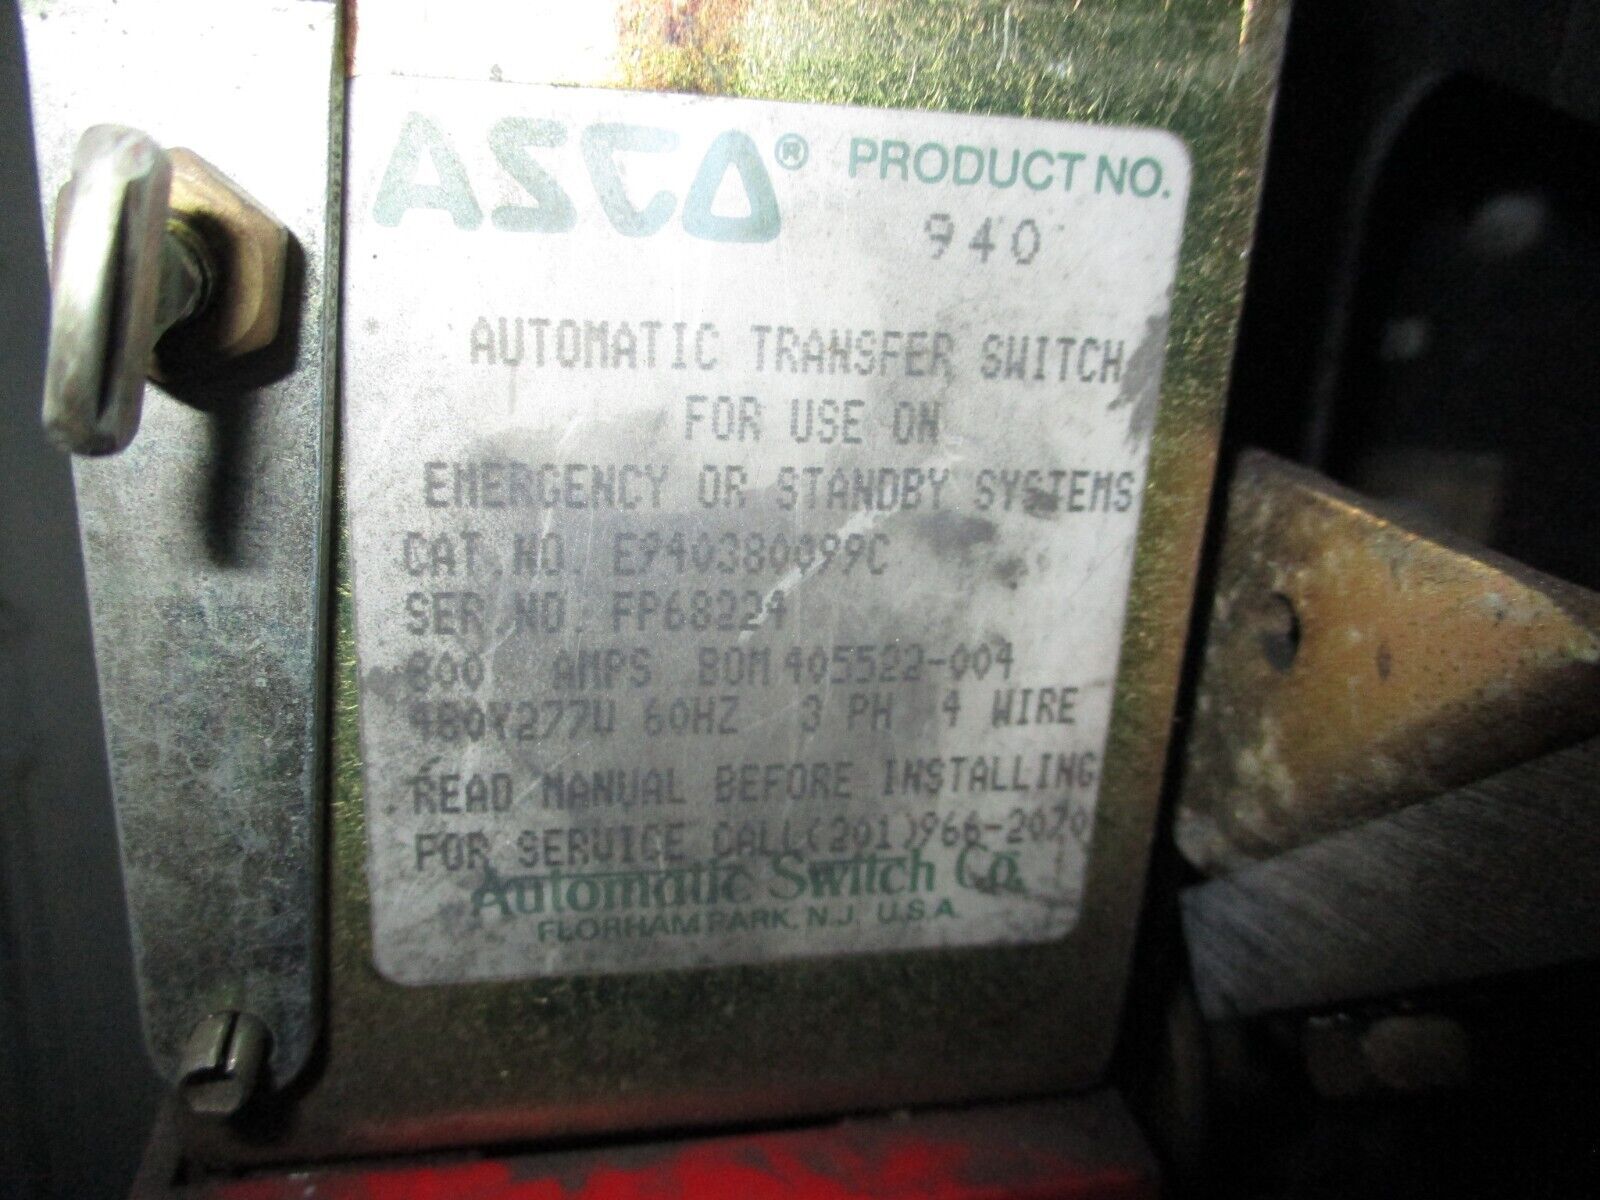 ASCO® PRODUCT NO.
940
AUTOMATIC TRANSFER SWITCH
FOR USE ON
EMERGENCY OR STANDBY SYSTEMS
CAT.NO. E940380099C
SER.NO. FP68224
800 AMPS BOM 405522-004
480Y277V 60HZ 3 PH 4 WIRE
READ MANUAL BEFORE INSTALLING
FOR SERVICE CALL(201)966-2070
Automatic Switch Co.
FLORHAM PARK, N.J. U.S.A.